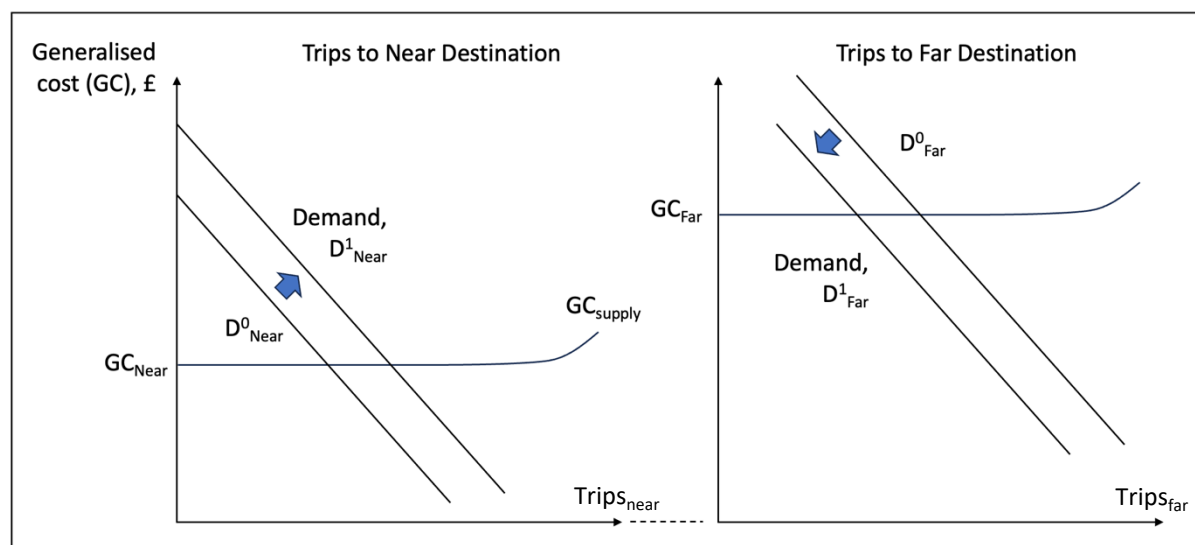 Generalised
cost (GC), £
Trips to Near Destination
Demand,
D¹Near
D⁰Near
GCsupply
GCNear
Tripsnear
Trips to Far Destination
D⁰Far
GCFar
Demand,
D¹Far
Tripsfar